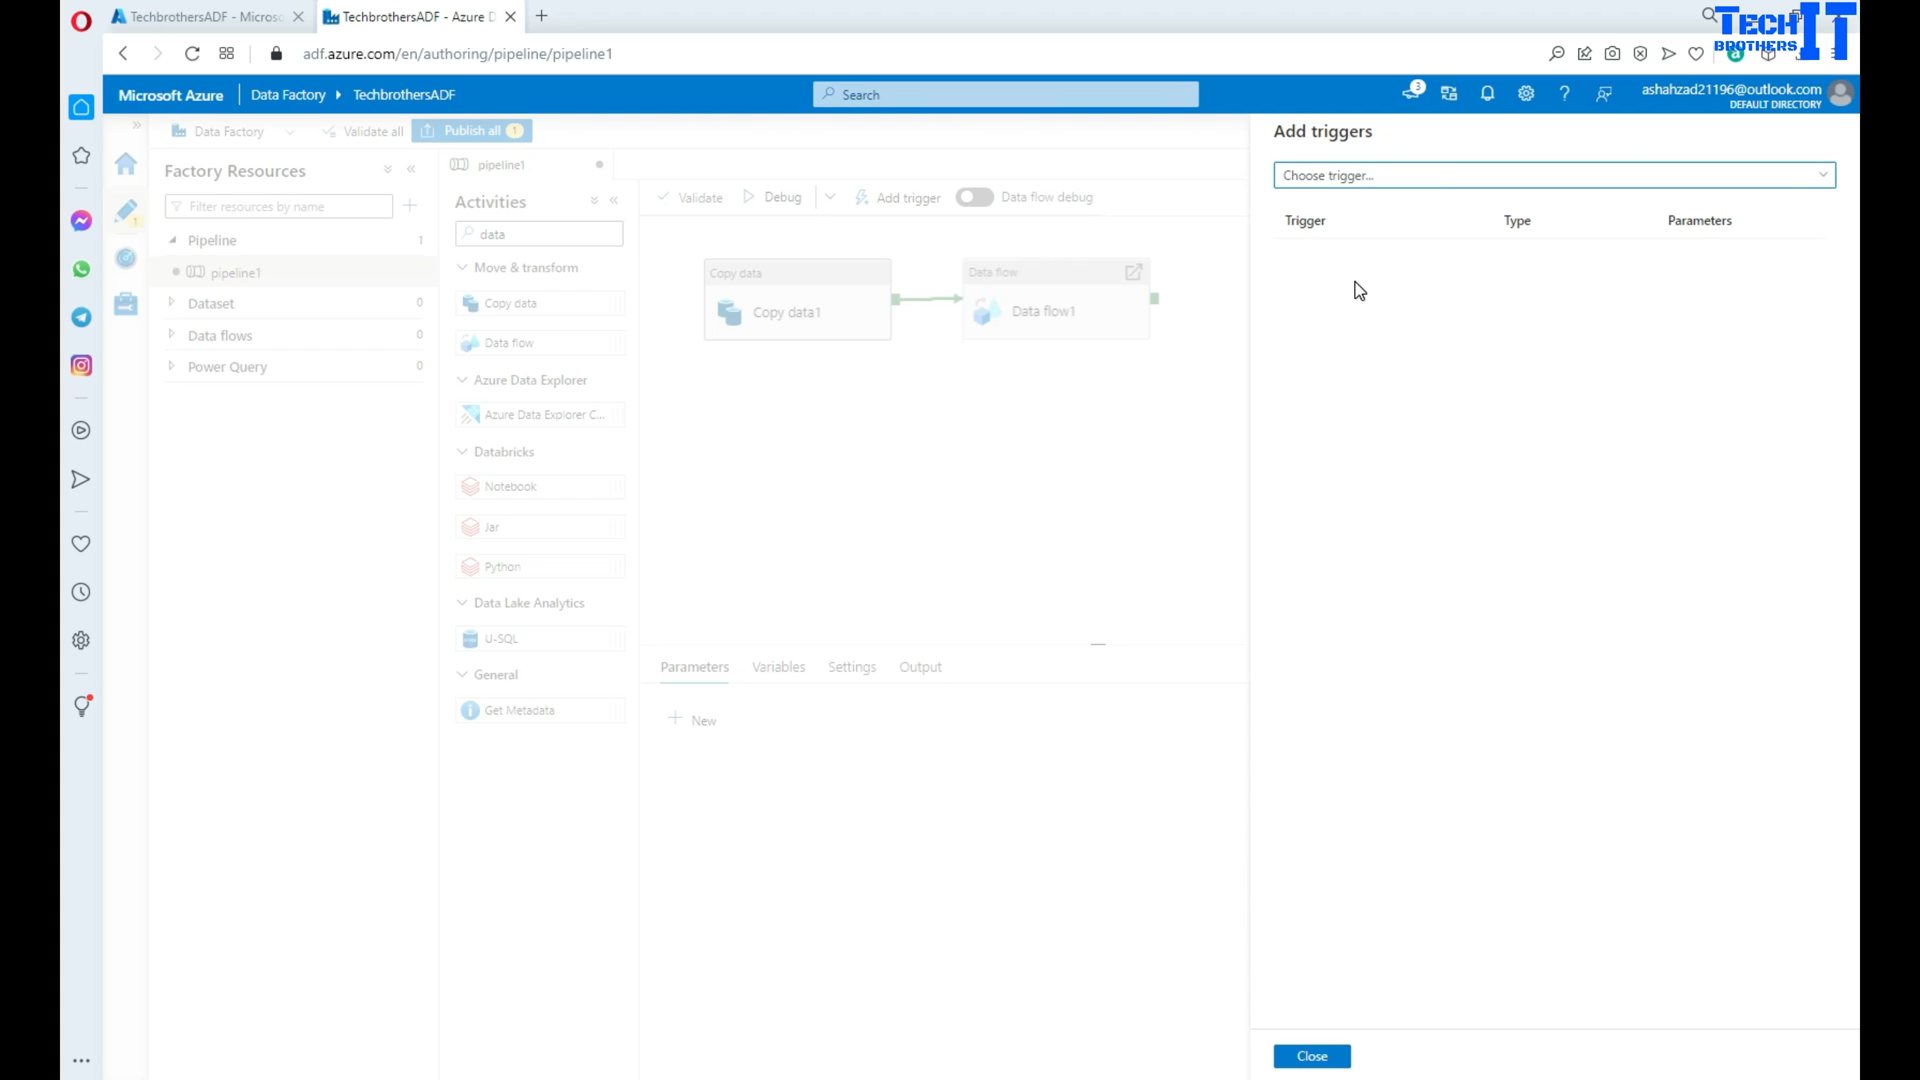 TechbrothersADF - Microso
TechbrothersADF - Azure D
TECH IT
BROTHERS
adf.azure.com/en/authoring/pipeline/pipeline1
Microsoft Azure
Data Factory
TechbrothersADF
Search
3
ashahzad21196@outlook.com
DEFAULT DIRECTORY
Data Factory
Validate all
Publish all 1
Factory Resources
Filter resources by name
Pipeline 1
pipeline1
Dataset 0
Data flows 0
Power Query 0
pipeline1
Activities
data
Move & transform
Copy data
Data flow
Azure Data Explorer
Azure Data Explorer C...
Databricks
Notebook
Jar
Python
Data Lake Analytics
U-SQL
General
Get Metadata
Validate
Debug
Add trigger
Data flow debug
Copy data
Copy data1
Data flow
Data flow1
Parameters
Variables
Settings
Output
New
Add triggers
Choose trigger...
Trigger
Type
Parameters
Close